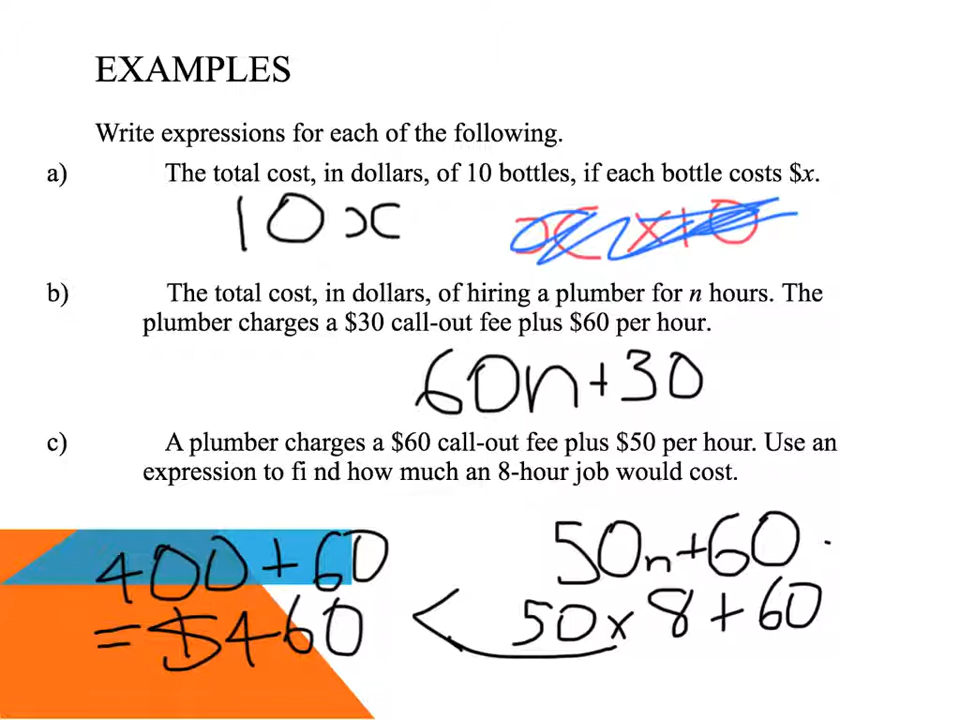 EXAMPLES
Write expressions for each of the following.
a) The total cost, in dollars, of 10 bottles, if each bottle costs $x.
10x x x10
b) The total cost, in dollars, of hiring a plumber for n hours. The
plumber charges a $30 call-out fee plus $60 per hour.
60n+30
c) A plumber charges a $60 call-out fee plus $50 per hour. Use an
expression to fi nd how much an 8-hour job would cost.
400+60 50n+60
=$460 < 50x8+60